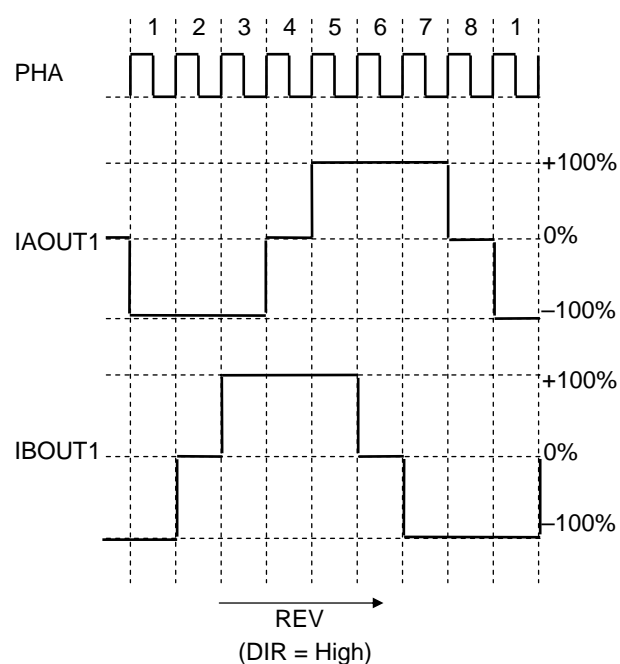 1 2 3 4 5 6 7 8 1
PHA
+100%
IAOUT1
0%
–100%
+100%
IBOUT1
0%
–100%
REV
(DIR = High)